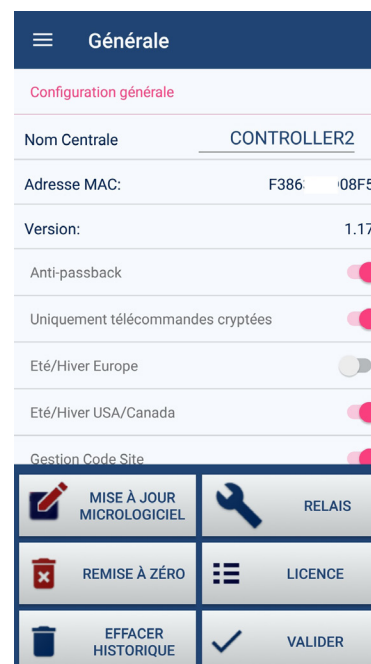 Générale
Configuration générale
Nom Centrale CONTROLLER2
Adresse MAC: F386 08F5
Version: 1.17
Anti-passback
Uniquement télécommandes cryptées
Eté/Hiver Europe
Eté/Hiver USA/Canada
Gestion Code Site
MISE À JOUR
MICROLOGICIEL
RELAIS
REMISE À ZÉRO
LICENCE
EFFACER
HISTORIQUE
VALIDER